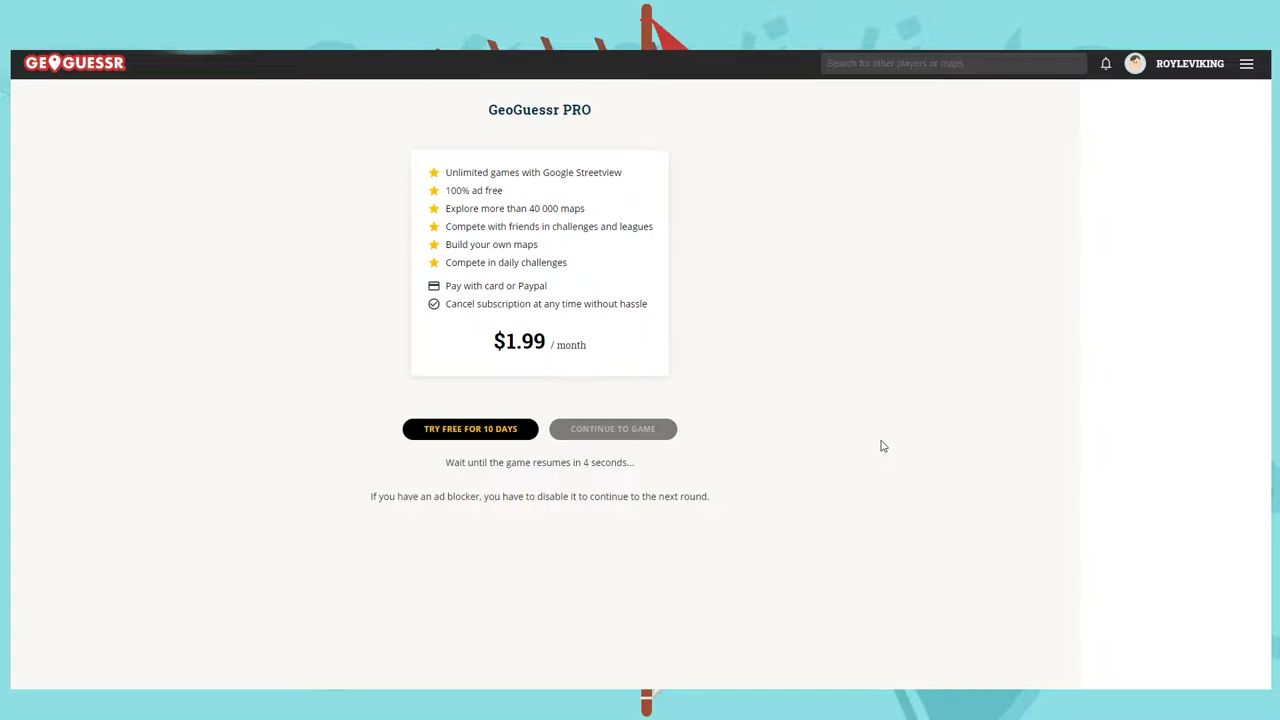 GEOGUESSR
Search for other players or maps
ROYLEVIKING
GeoGuessr PRO
Unlimited games with Google Streetview
100% ad free
Explore more than 40 000 maps
Compete with friends in challenges and leagues
Build your own maps
Compete in daily challenges
Pay with card or Paypal
Cancel subscription at any time without hassle
$1.99 / month
TRY FREE FOR 10 DAYS
CONTINUE TO GAME
Wait until the game resumes in 4 seconds...
If you have an ad blocker, you have to disable it to continue to the next round.